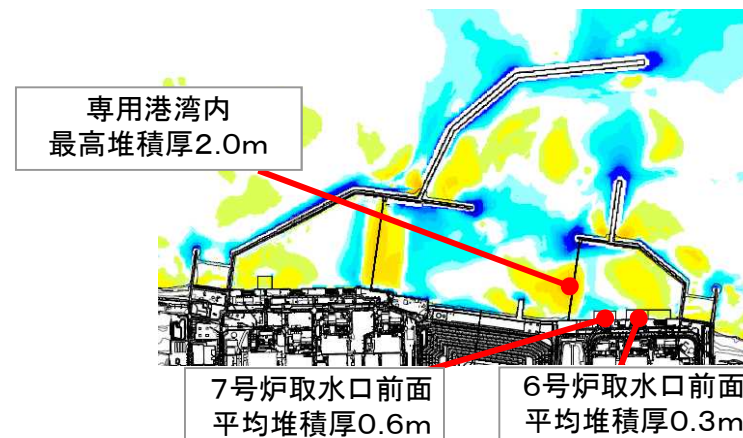 専用港湾内
最高堆積厚2.0m
7号炉取水口前面
平均堆積厚0.6m
6号炉取水口前面
平均堆積厚0.3m